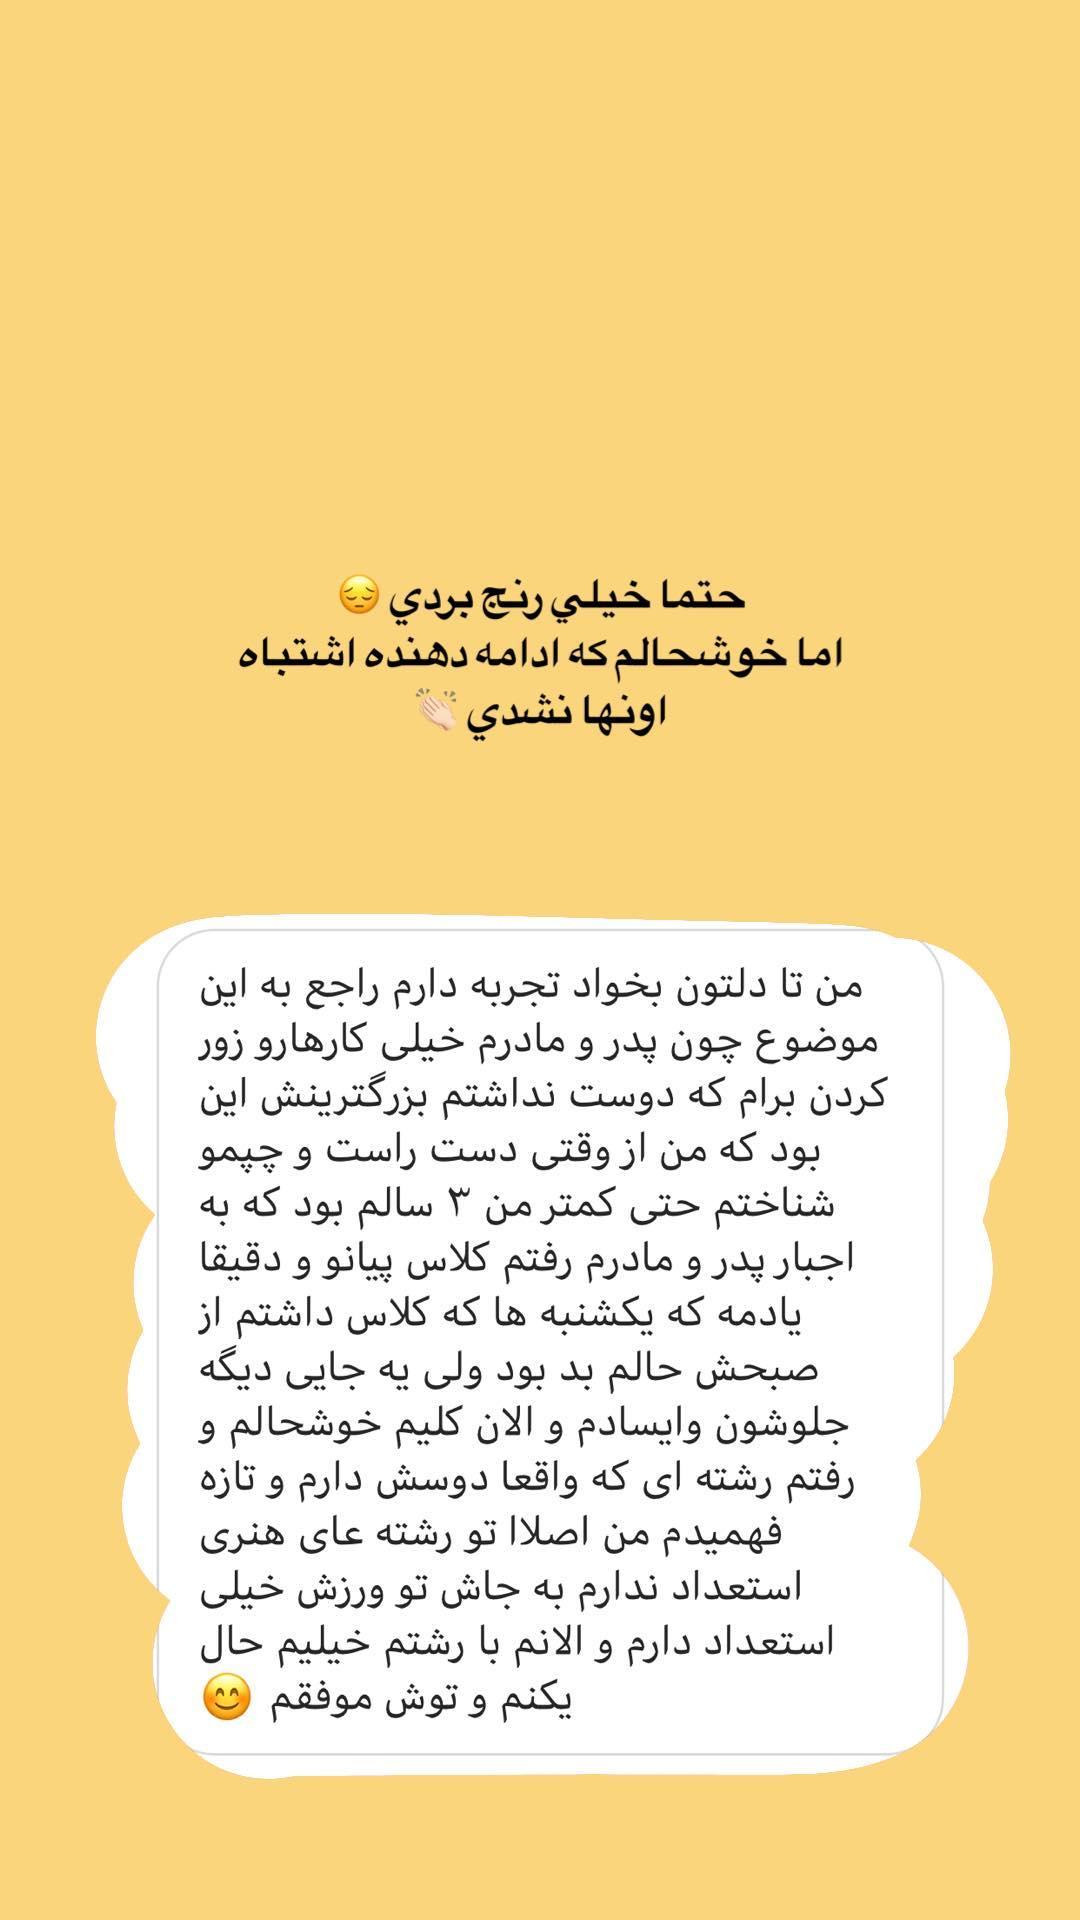 حتما خيلي رنج بردي 😔
اما خوشحالم كه ادامه دهنده اشتباه
اونها نشدي 👏🏻
من تا دلتون بخواد تجربه دارم راجع به این
موضوع چون پدر و مادرم خیلی کارهارو زور
کردن برام که دوست نداشتم بزرگترینش این
بود که من از وقتی دست راست و چپمو
شناختم حتی کمتر من ۳ سالم بود که به
اجبار پدر و مادرم رفتم کلاس پیانو و دقیقا
یادمه که یکشنبه ها که کلاس داشتم از
صبحش حالم بد بود ولی یه جایی دیگه
جلوشون وایسادم و الان کلیم خوشحالم و
رفتم رشته ای که واقعا دوسش دارم و تازه
فهمیدم من اصلاا تو رشته عای هنری
استعداد ندارم به جاش تو ورزش خیلی
استعداد دارم و الانم با رشتم خیلیم حال
یکنم و توش موفقم 😊